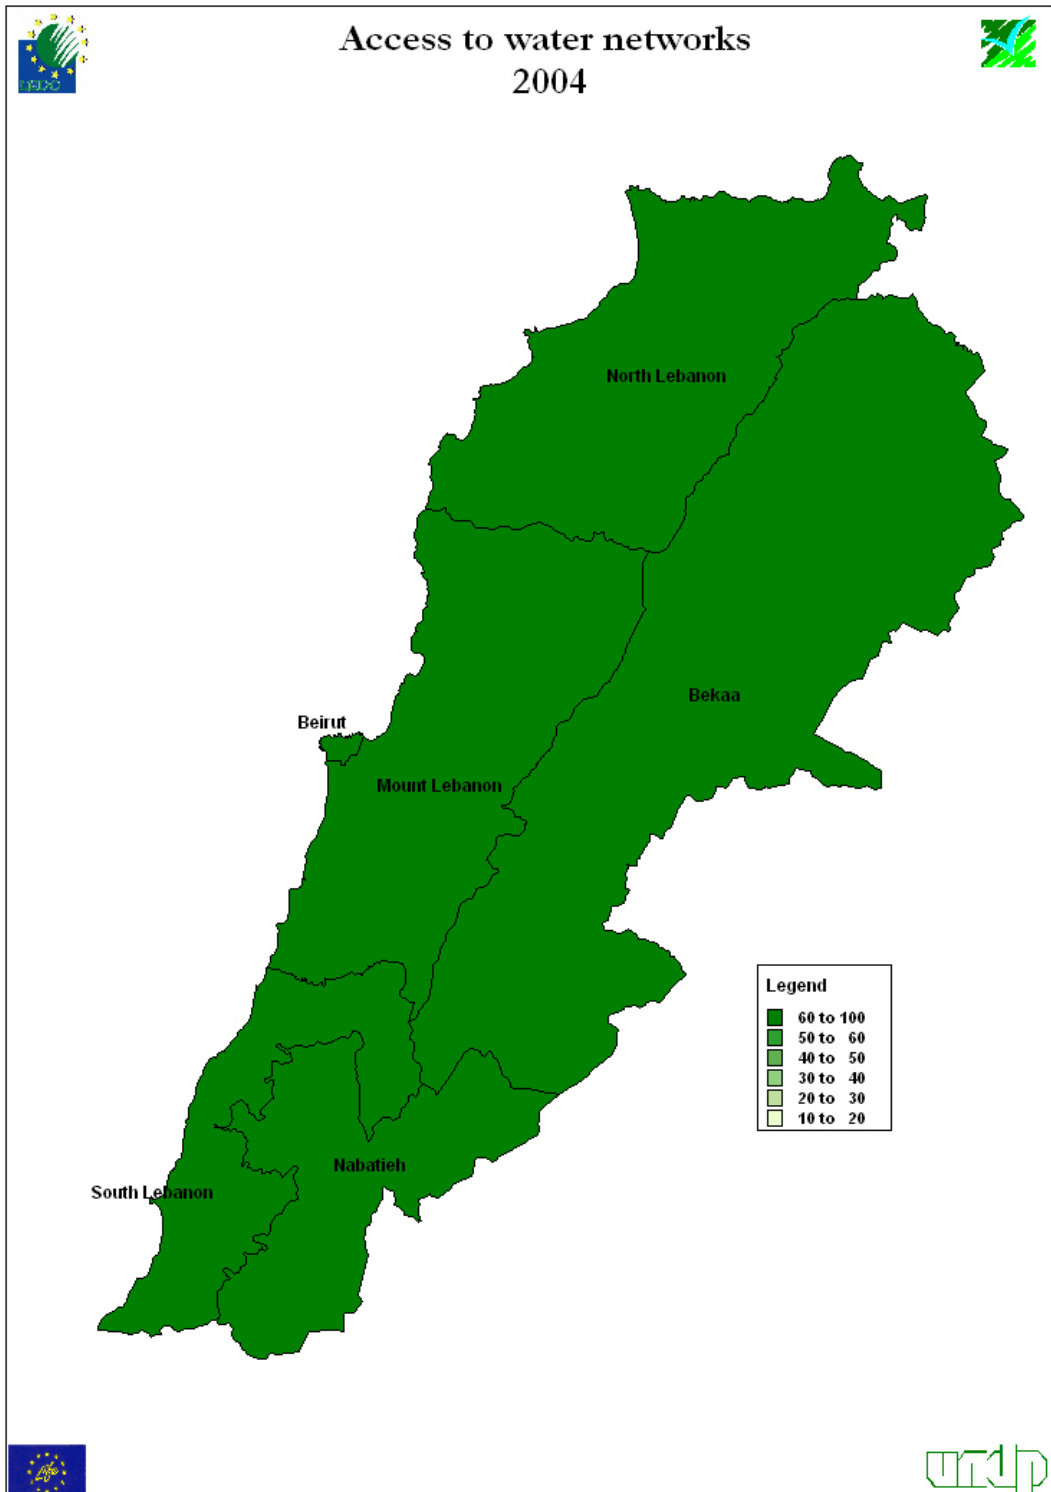 Access to water networks
2004
North Lebanon
Bekaa
Beirut
Mount Lebanon
Legend
60 to 100
50 to 60
40 to 50
30 to 40
20 to 30
10 to 20
Nabatieh
South Lebanon
Life
undp